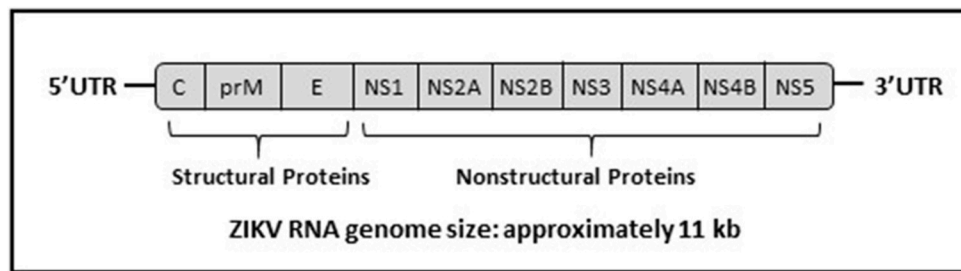 5'UTR C prM E NS1 NS2A NS2B NS3 NS4A NS4B NS5 3'UTR
Structural Proteins Nonstructural Proteins
ZIKV RNA genome size: approximately 11 kb